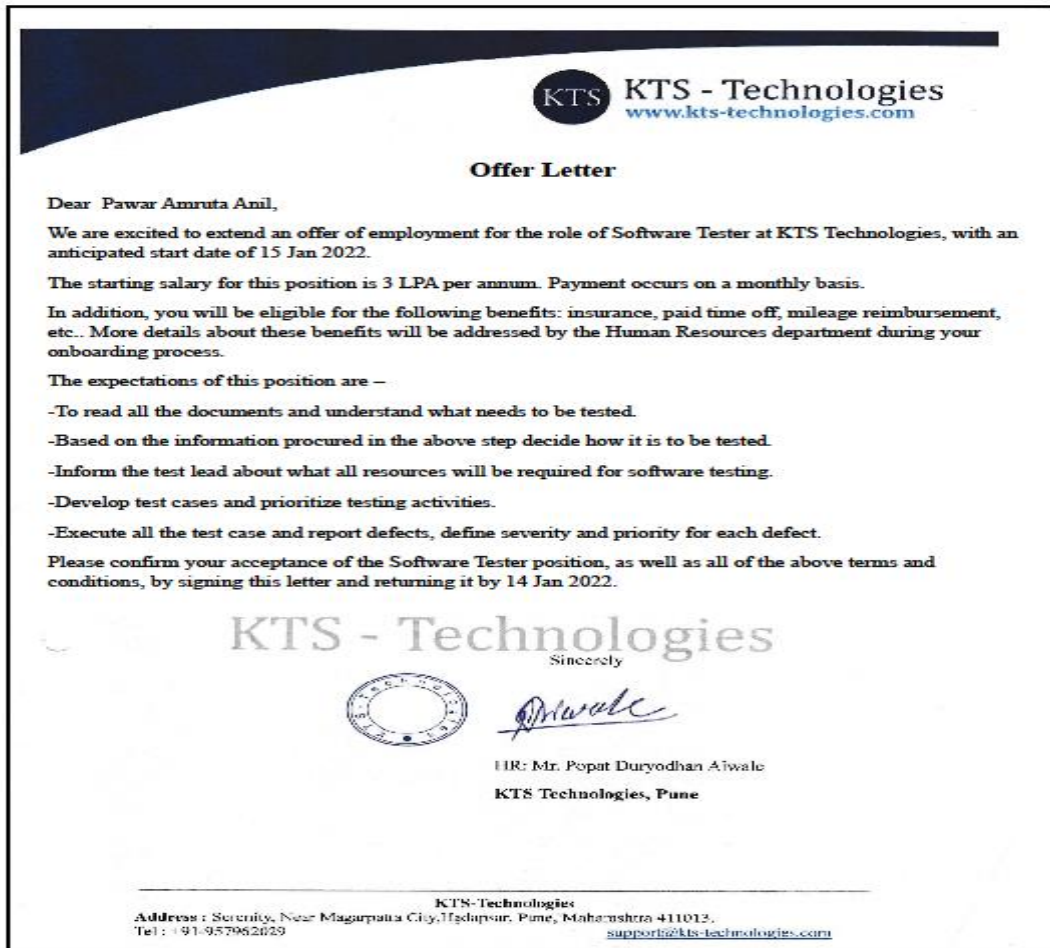 KTS KTS - Technologies
www.kts-technologies.com
Offer Letter
Dear Pawar Amruta Anil,
We are excited to extend an offer of employment for the role of Software Tester at KTS Technologies, with an
anticipated start date of 15 Jan 2022.
The starting salary for this position is 3 LPA per annum. Payment occurs on a monthly basis.
In addition, you will be eligible for the following benefits: insurance, paid time off, mileage reimbursement,
etc.. More details about these benefits will be addressed by the Human Resources department during your
onboarding process.
The expectations of this position are –
-To read all the documents and understand what needs to be tested.
-Based on the information procured in the above step decide how it is to be tested.
-Inform the test lead about what all resources will be required for software testing.
-Develop test cases and prioritize testing activities.
-Execute all the test case and report defects, define severity and priority for each defect.
Please confirm your acceptance of the Software Tester position, as well as all of the above terms and
conditions, by signing this letter and returning it by 14 Jan 2022.
KTS - Technologies
Sincerely
KTS-Technologies
HR: Mr. Popat Duryodhan Aiwale
KTS Technologies, Pune
KTS-Technologies
Address : Serenity, Near Magarpatta City,Hadapsar, Pune, Maharashtra 411013.
Tel : +91-957962029 support@kts-technologies.com